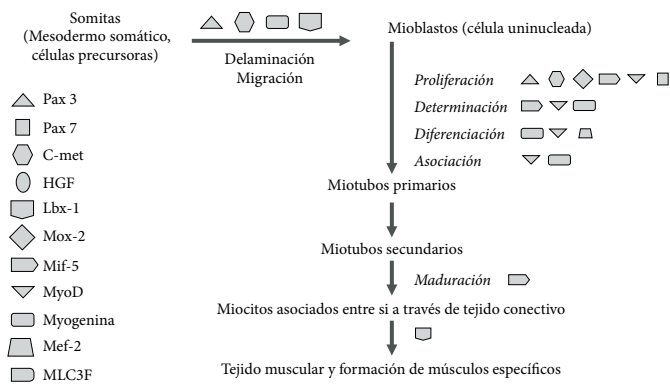 Somitas
(Mesodermo somático,
células precursoras)
Delaminación
Migración
Mioblastos (célula uninucleada)
Pax 3
Pax 7
C-met
HGF
Lbx-1
Mox-2
Mif-5
MyoD
Myogenina
Mef-2
MLC3F
Proliferación
Determinación
Diferenciación
Asociación
Miotubos primarios
Miotubos secundarios
Maduración
Miocitos asociados entre si a través de tejido conectivo
Tejido muscular y formación de músculos específicos